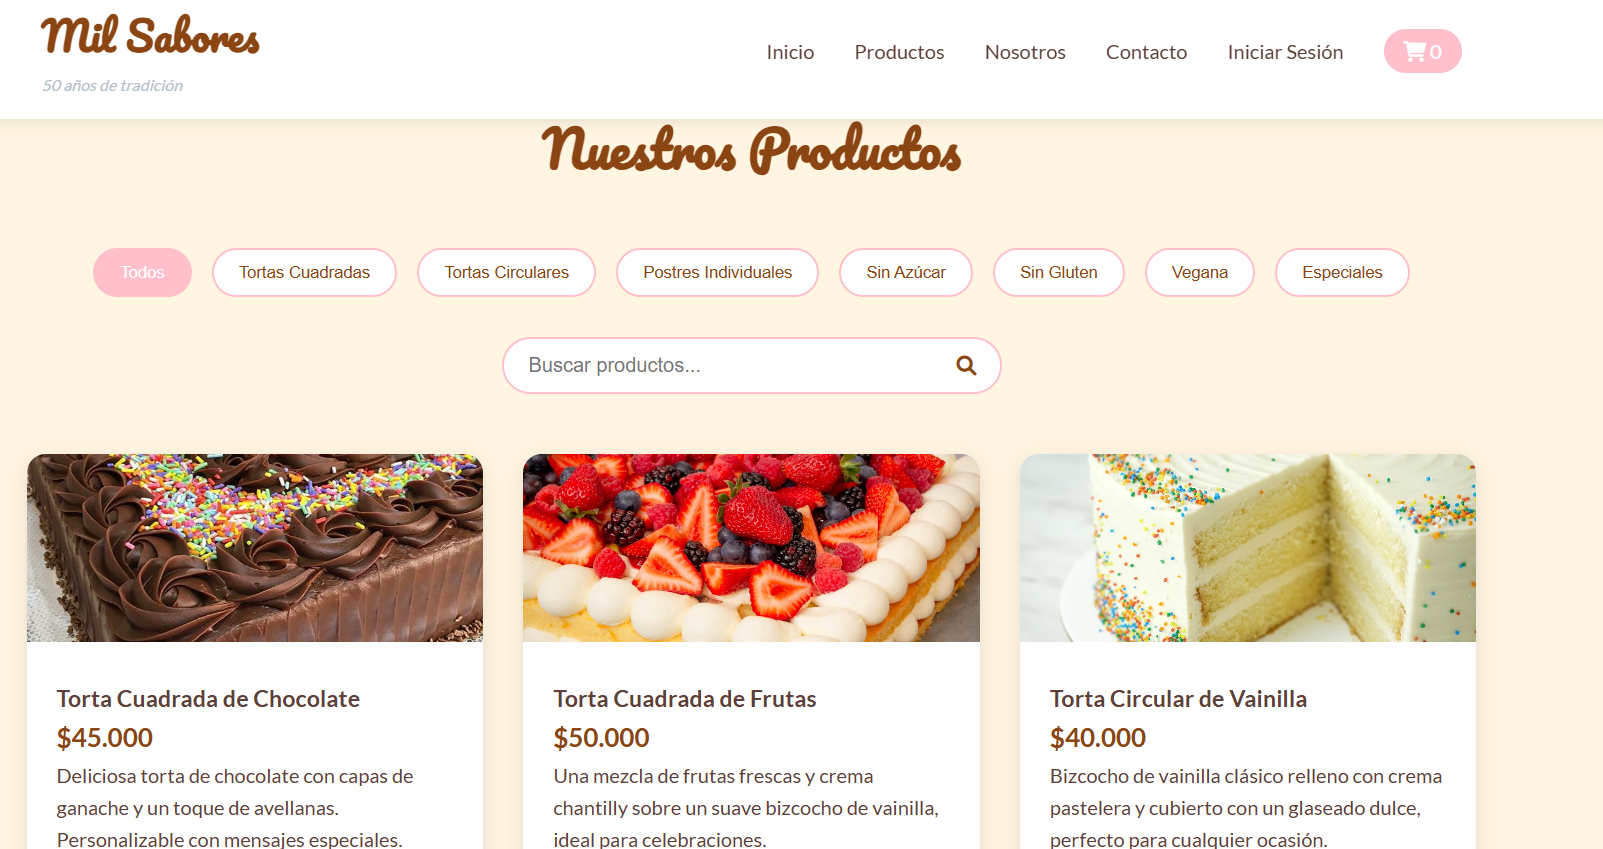 Mil Sabores
50 años de tradición
Inicio
Productos
Nosotros
Contacto
Iniciar Sesión
0
Nuestros Productos
Todos
Tortas Cuadradas
Tortas Circulares
Postres Individuales
Sin Azúcar
Sin Gluten
Vegana
Especiales
Buscar productos...
Torta Cuadrada de Chocolate
$45.000
Deliciosa torta de chocolate con capas de
ganache y un toque de avellanas.
Personalizable con mensajes especiales.
Torta Cuadrada de Frutas
$50.000
Una mezcla de frutas frescas y crema
chantilly sobre un suave bizcocho de vainilla,
ideal para celebraciones.
Torta Circular de Vainilla
$40.000
Bizcocho de vainilla clásico relleno con crema
pastelera y cubierto con un glaseado dulce,
perfecto para cualquier ocasión.